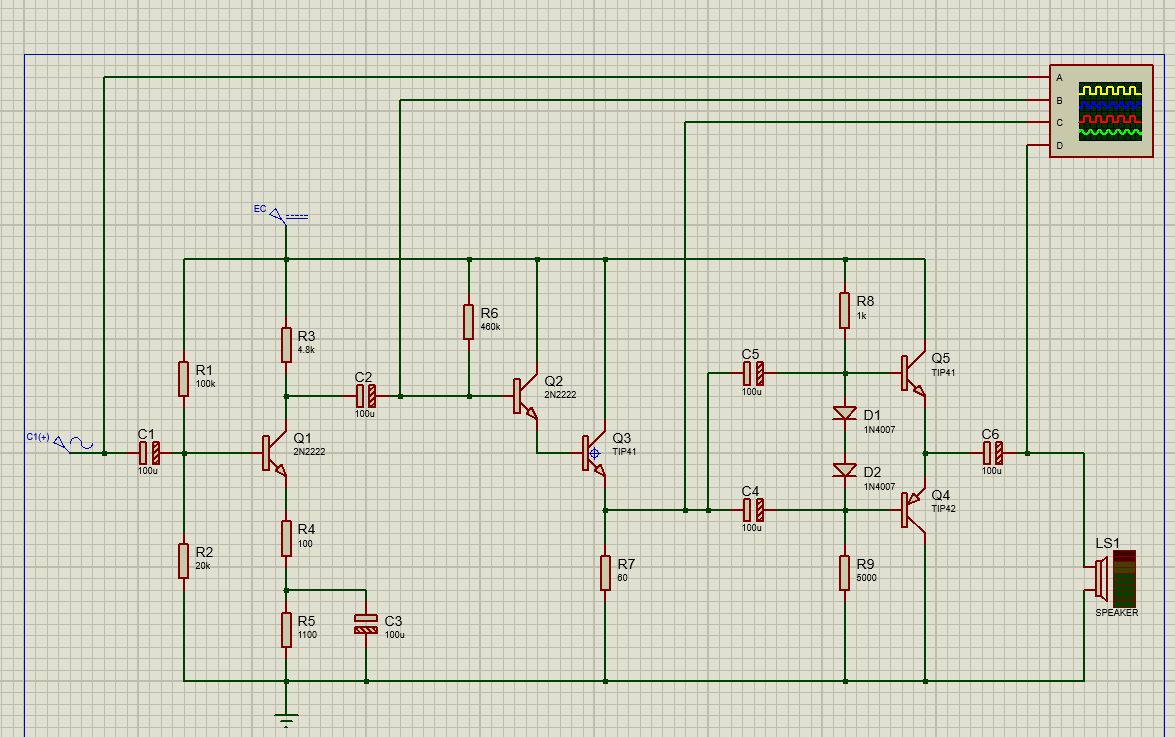 A
B
C
D
EC
R6
460k
R8
1k
R3
4.8k
C5
100u
Q5
TIP41
R1
100k
C2
100u
Q2
2N2222
D1
1N4007
C1(+)
C1
100u
Q1
2N2222
Q3
TIP41
C6
100u
D2
1N4007
C4
100u
Q4
TIP42
R4
100
R2
20k
R7
60
R9
5000
LS1
SPEAKER
R5
1100
C3
100u